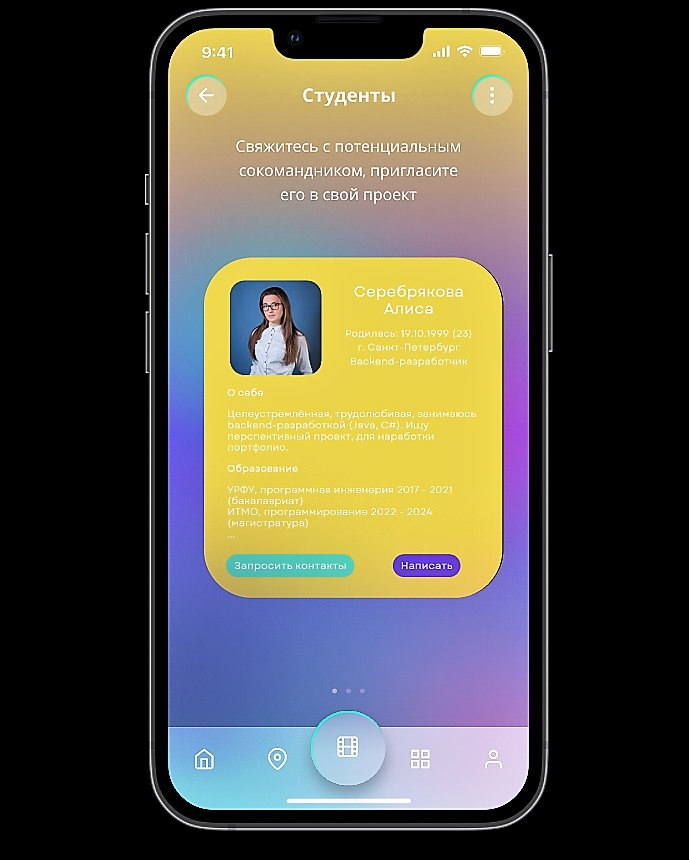 9:41
Студенты
Свяжитесь с потенциальным
сокомандником, пригласите
его в свой проект
Серебрякова
Алиса
Родилась: 19.10.1999 (23)
г. Санкт-Петербург
Backend-разработчик
О себе
Целеустремлённая, трудолюбивая, занимаюсь
backend-разработкой (Java, C#). Ищу
перспективный проект, для наработки
портфолио.
Образование
УРФУ, программная инженерия 2017 - 2021
(бакалавриат)
ИТМО, программирование 2022 - 2024
(магистратура)
...
Запросить контакты
Написать